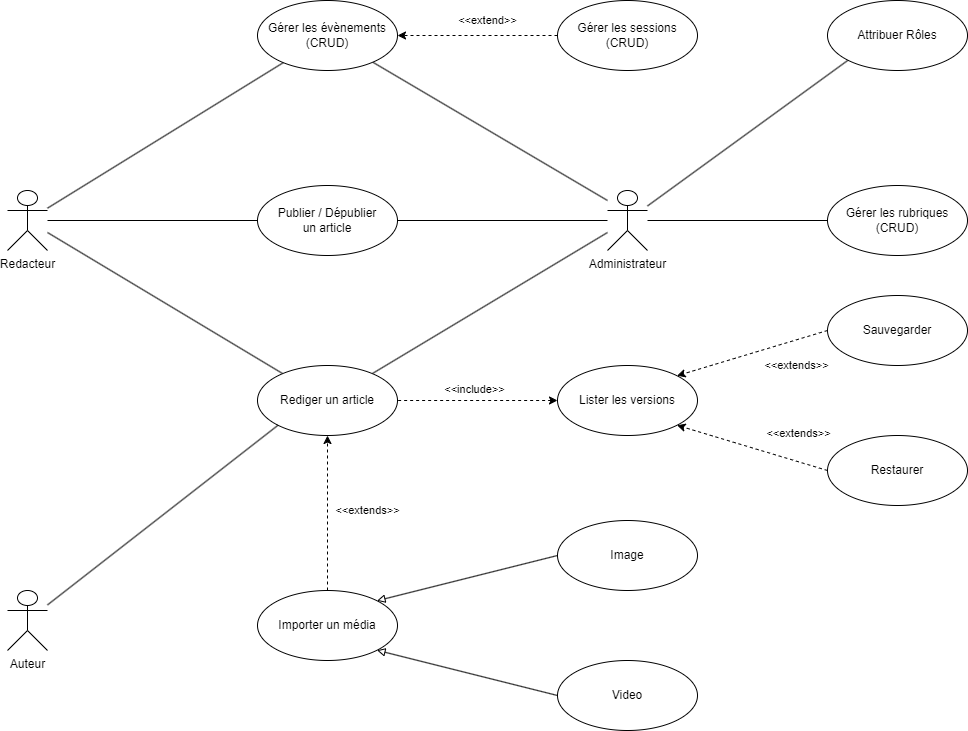 Gérer les évènements
(CRUD)
<<extend>>
Gérer les sessions
(CRUD)
Attribuer Rôles
Redacteur
Publier / Dépublier
un article
Administrateur
Gérer les rubriques
(CRUD)
Sauvegarder
<<extends>>
Rediger un article
<<include>>
Lister les versions
<<extends>>
Restaurer
<<extends>>
Image
Importer un média
Auteur
Video